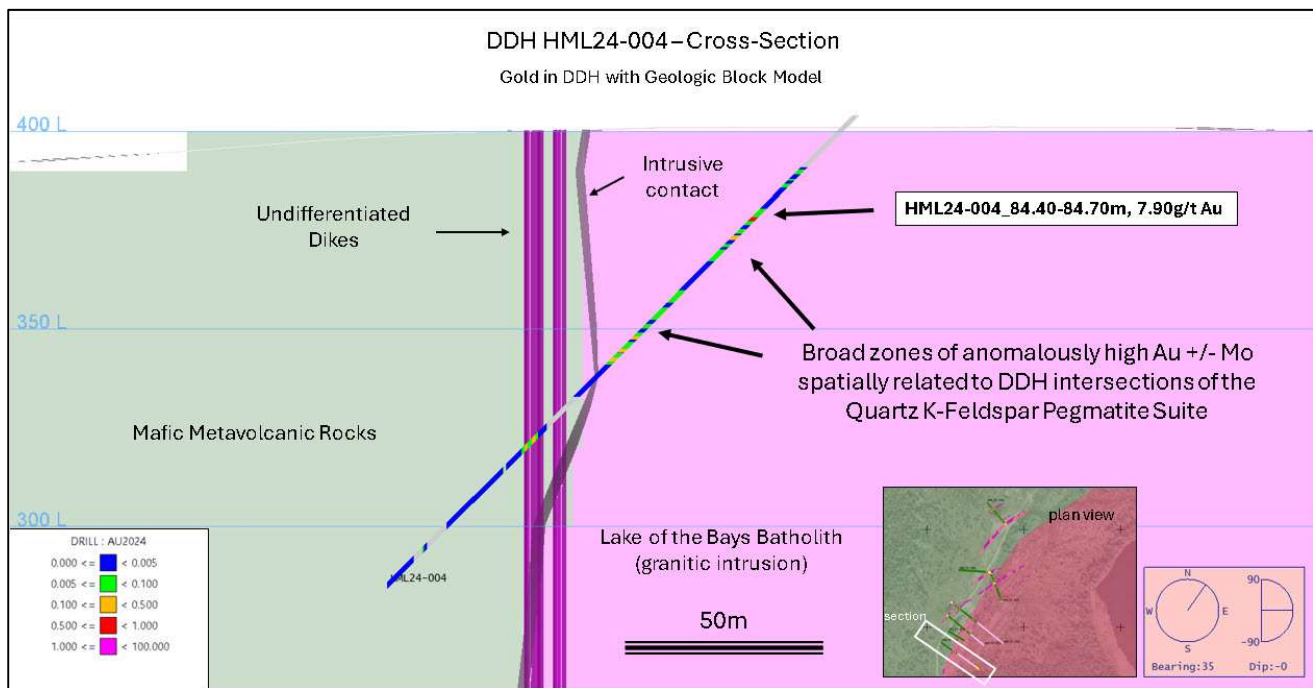 DDH HML24-004 – Cross-Section
Gold in DDH with Geologic Block Model
400 L
Intrusive
contact
Undifferentiated
Dikes
HML24-004_84.40-84.70m, 7.90g/t Au
350 L
Broad zones of anomalously high Au +/- Mo
spatially related to DDH intersections of the
Quartz K-Feldspar Pegmatite Suite
Mafic Metavolcanic Rocks
300 L
Lake of the Bays Batholith
(granitic intrusion)
50m
HML24-004
DRILL : AU2024
0.000 <= < 0.005
0.005 <= < 0.100
0.100 <= < 0.500
0.500 <= < 1.000
1.000 <= < 100.000
plan view
section
N
W E
S
90
-90
Bearing:35 Dip:-0